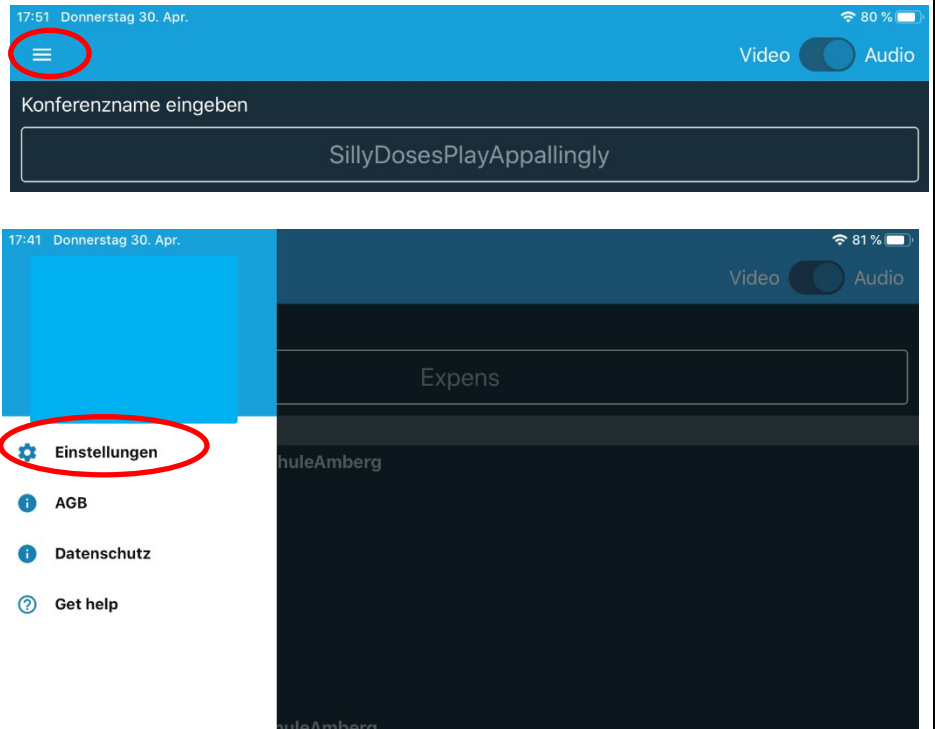 17:51 Donnerstag 30. Apr. 80 %
Video Audio
Konferenzname eingeben
SillyDosesPlayAppallingly
17:41 Donnerstag 30. Apr. 81 %
Video Audio
Expens
Einstellungen
huleAmberg
AGB
Datenschutz
Get help
huleAmberg